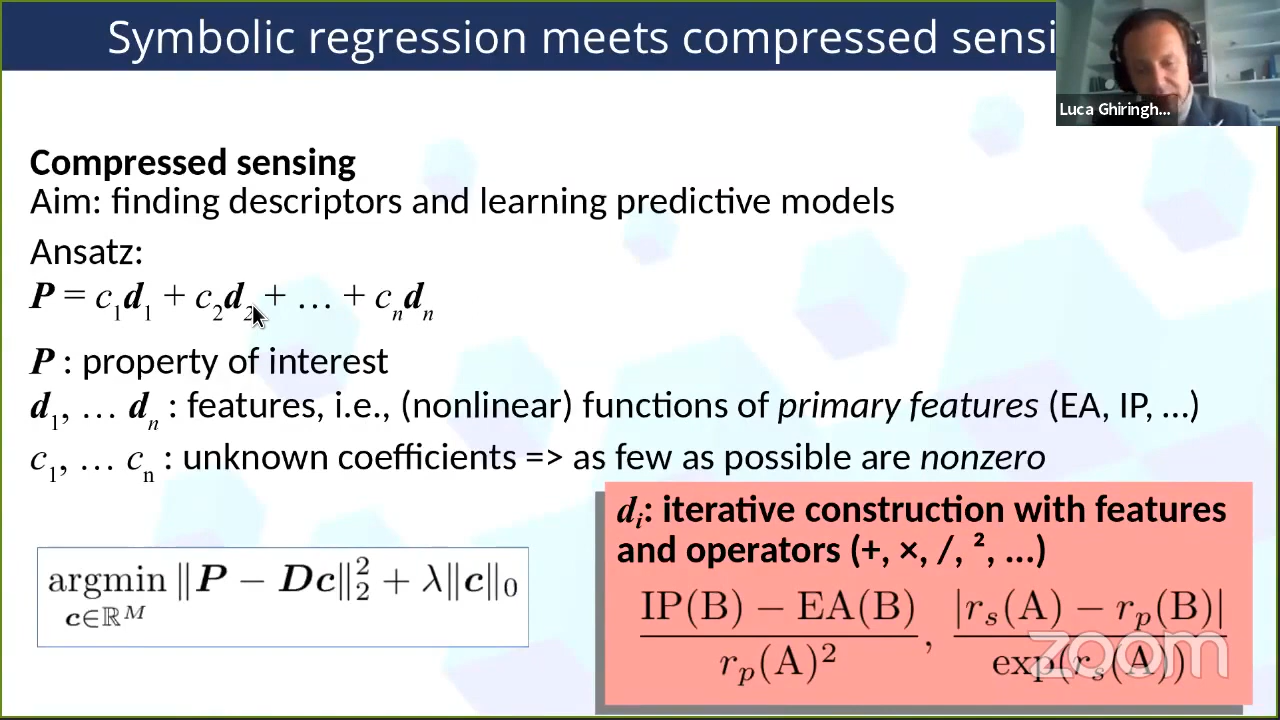 Symbolic regression meets compressed sensi
Luca Ghiringh...
Compressed sensing
Aim: finding descriptors and learning predictive models
Ansatz:
P = c₁d₁ + c₂d₂ + … + cₙdₙ
P : property of interest
d₁, … dₙ : features, i.e., (nonlinear) functions of primary features (EA, IP, …)
c₁, … cₙ : unknown coefficients => as few as possible are nonzero
dᵢ: iterative construction with features
and operators (+, ×, /, ², ...)
argmin ‖P − Dc‖₂² + λ‖c‖₀
c∈ℝᴹ
IP(B) − EA(B) / rₚ(A)² , |rₛ(A) − rₚ(B)| / exp(rₛ(A))
zoom